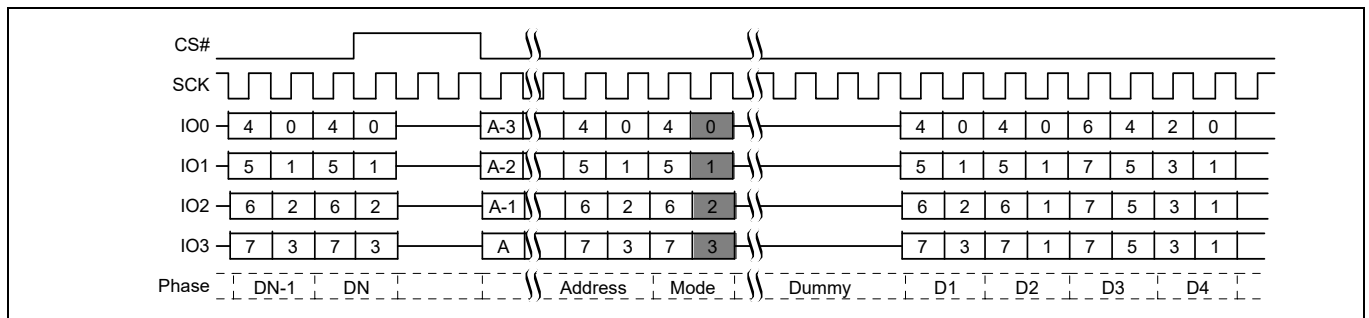 CS#
SCK
IO0 4 0 4 0 A-3 4 0 4 0 4 0 4 0 6 4 2 0
IO1 5 1 5 1 A-2 5 1 5 1 5 1 5 1 7 5 3 1
IO2 6 2 6 2 A-1 6 2 6 2 6 2 6 1 7 5 3 1
IO3 7 3 7 3 A 7 3 7 3 7 3 7 1 7 5 3 1
Phase DN-1 DN Address Mode Dummy D1 D2 D3 D4